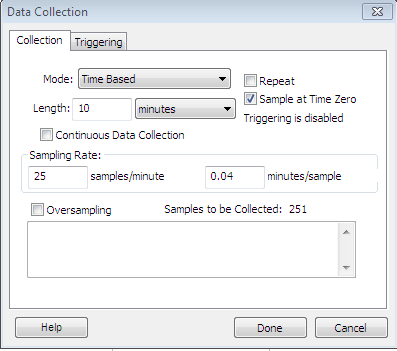 Data Collection
Collection Triggering
Mode: Time Based Repeat
Length: 10 minutes Sample at Time Zero
Triggering is disabled
Continuous Data Collection
Sampling Rate:
25 samples/minute 0.04 minutes/sample
Oversampling Samples to be Collected: 251
Help Done Cancel